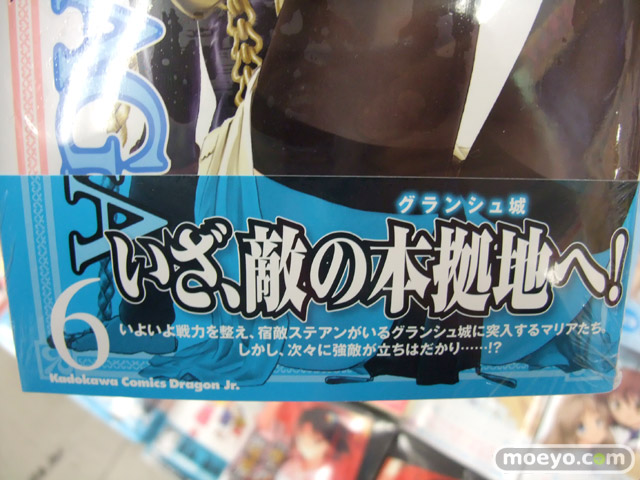 AGA
グランシュ城
いざ、敵の本拠地へ!
いよいよ戦力を整え、宿敵ステアンがいるグランシュ城に突入するマリアたち。
しかし、次々に強敵が立ちはだかり……!?
6
Kadokawa Comics Dragon Jr.
moeyo.com